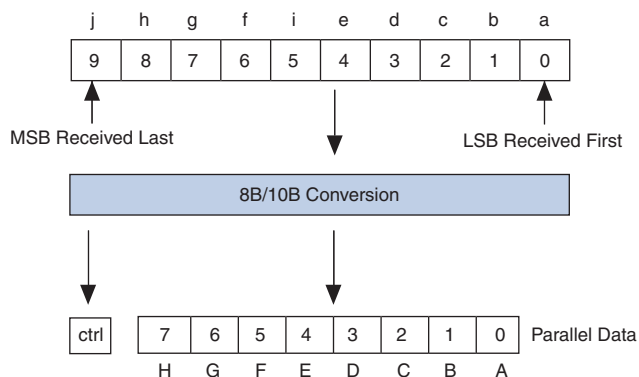 j h g f i e d c b a
9 8 7 6 5 4 3 2 1 0
MSB Received Last
LSB Received First
8B/10B Conversion
ctrl
7 6 5 4 3 2 1 0
Parallel Data
H G F E D C B A